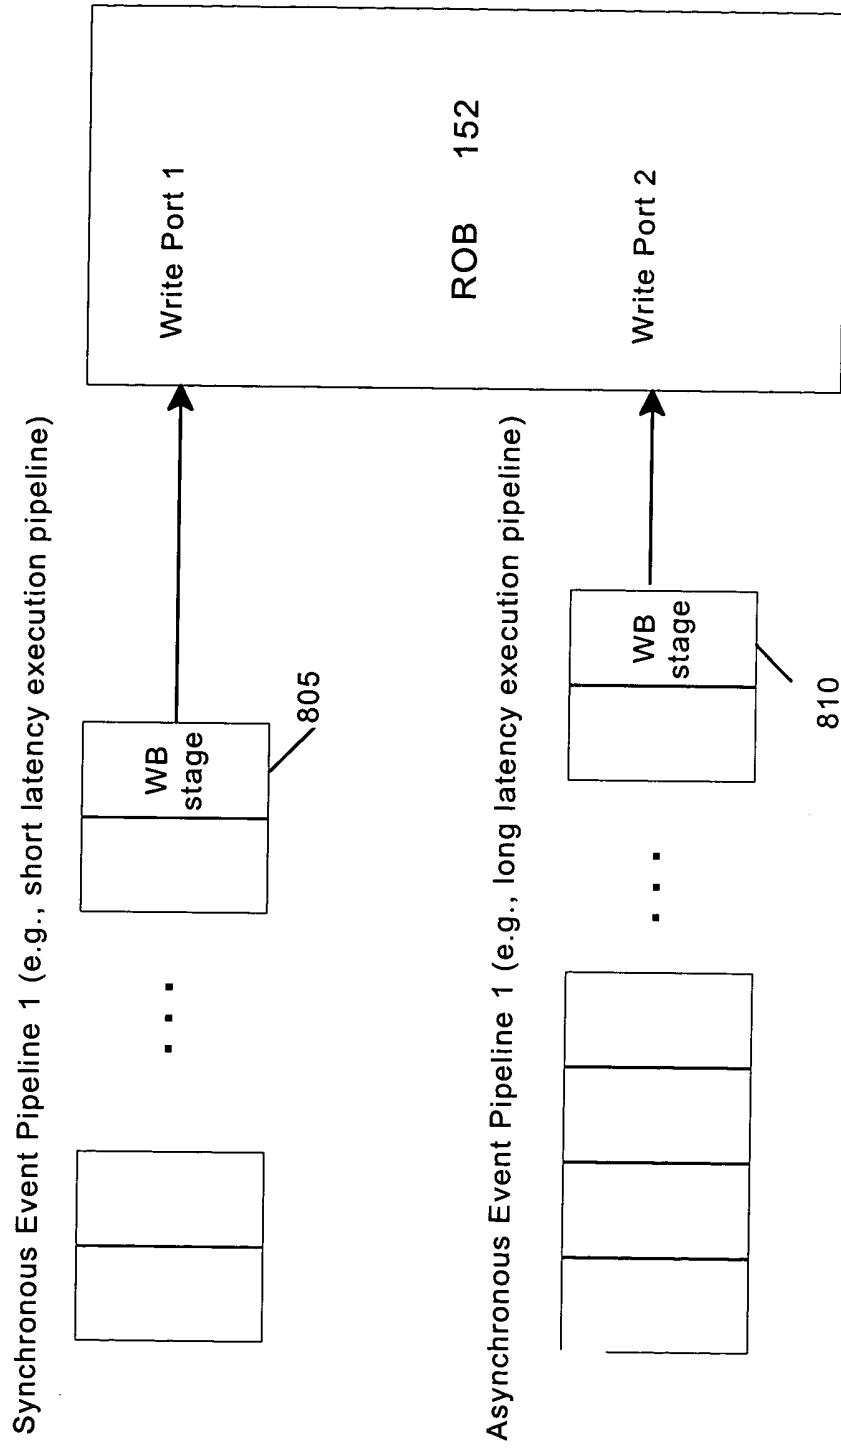 Synchronous Event Pipeline 1 (e.g., short latency execution pipeline)
WB
stage
805
Write Port 1
ROB 152
Asynchronous Event Pipeline 1 (e.g., long latency execution pipeline)
WB
stage
810
Write Port 2